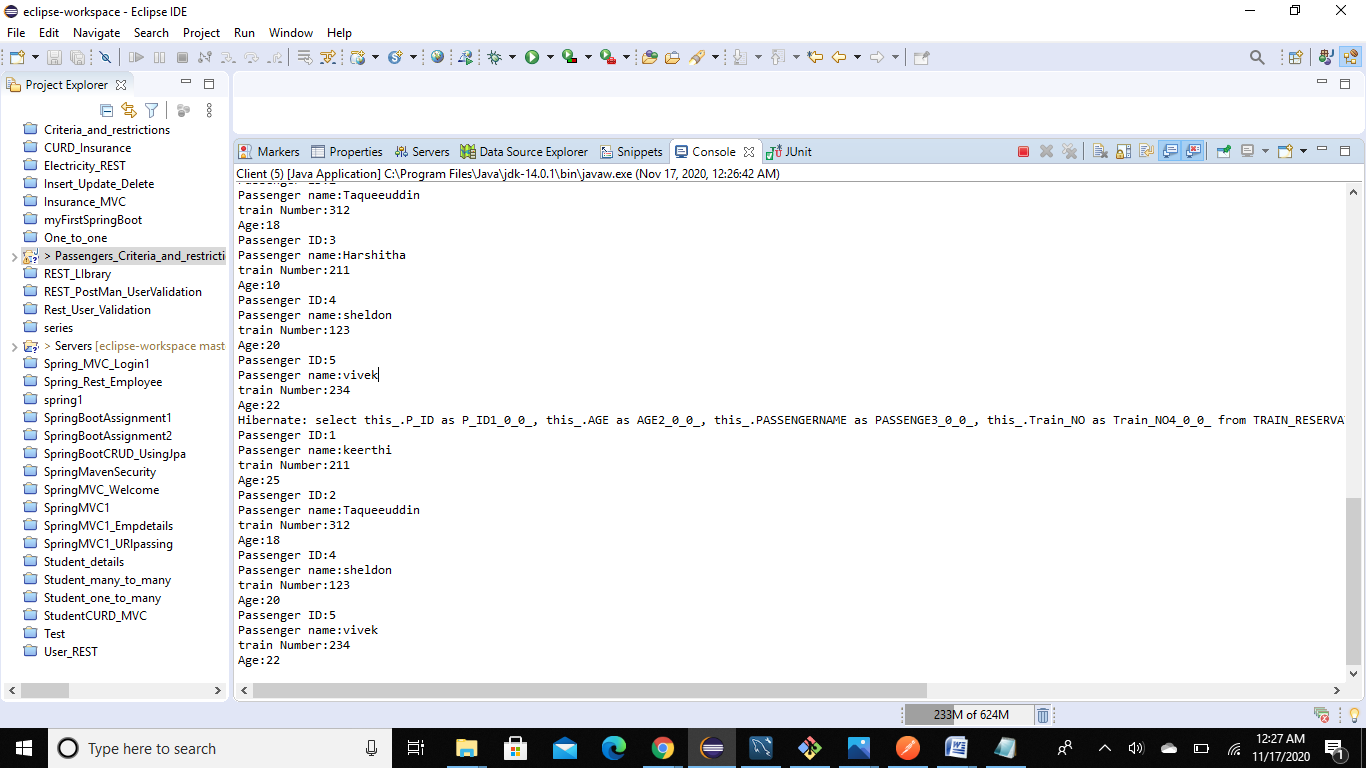 eclipse-workspace - Eclipse IDE
File Edit Navigate Search Project Run Window Help
Project Explorer
Criteria_and_restrictions
CURD_Insurance
Electricity_REST
Insert_Update_Delete
Insurance_MVC
myFirstSpringBoot
One_to_one
> Passengers_Criteria_and_restricti
REST_LIbrary
REST_PostMan_UserValidation
Rest_User_Validation
series
> Servers [eclipse-workspace mast
Spring_MVC_Login1
Spring_Rest_Employee
spring1
SpringBootAssignment1
SpringBootAssignment2
SpringBootCRUD_UsingJpa
SpringMavenSecurity
SpringMVC_Welcome
SpringMVC1
SpringMVC1_Empdetails
SpringMVC1_URIpassing
Student_details
Student_many_to_many
Student_one_to_many
StudentCURD_MVC
Test
User_REST
Markers Properties Servers Data Source Explorer Snippets Console JUnit
Client (5) [Java Application] C:\Program Files\Java\jdk-14.0.1\bin\javaw.exe (Nov 17, 2020, 12:26:42 AM)
Passenger name:Taqueeuddin
train Number:312
Age:18
Passenger ID:3
Passenger name:Harshitha
train Number:211
Age:10
Passenger ID:4
Passenger name:sheldon
train Number:123
Age:20
Passenger ID:5
Passenger name:vivek
train Number:234
Age:22
Hibernate: select this_.P_ID as P_ID1_0_0_, this_.AGE as AGE2_0_0_, this_.PASSENGERNAME as PASSENGE3_0_0_, this_.Train_NO as Train_NO4_0_0_ from TRAIN_RESERVA
Passenger ID:1
Passenger name:keerthi
train Number:211
Age:25
Passenger ID:2
Passenger name:Taqueeuddin
train Number:312
Age:18
Passenger ID:4
Passenger name:sheldon
train Number:123
Age:20
Passenger ID:5
Passenger name:vivek
train Number:234
Age:22
233M of 624M
Type here to search
12:27 AM
11/17/2020
1